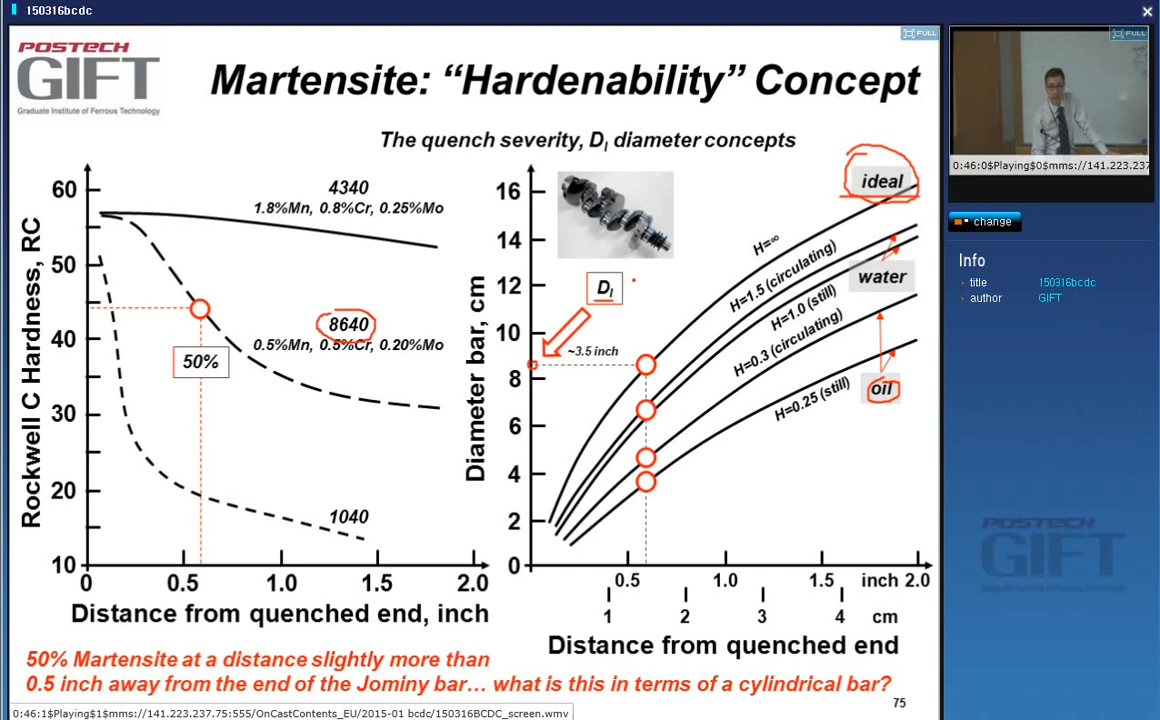 150316bcdc
POSTECH
GIFT
Graduate Institute of Ferrous Technology
Martensite: “Hardenability” Concept
The quench severity, DI diameter concepts
60
50
40
30
20
10
Rockwell C Hardness, RC
4340
1.8%Mn, 0.8%Cr, 0.25%Mo
8640
0.5%Mn, 0.5%Cr, 0.20%Mo
50%
1040
0 0.5 1.0 1.5 2.0
Distance from quenched end, inch
16
14
12
10
8
6
4
2
0
Diameter bar, cm
DI
~3.5 inch
ideal
water
oil
H=∞
H=1.5 (circulating)
H=1.0 (still)
H=0.3 (circulating)
H=0.25 (still)
0.5 1.0 1.5 inch 2.0
1 2 3 4 cm
Distance from quenched end
50% Martensite at a distance slightly more than
0.5 inch away from the end of the Jominy bar… what is this in terms of a cylindrical bar?
75
0:46:1$Playing$1$mms://141.223.237.75:555/OnCastContents_EU/2015-01 bcdc/150316BCDC_screen.wmv
FULL
FULL
0:46:0$Playing$0$mms://141.223.237
change
Info
title 150316bcdc
author GIFT
POSTECH
GIFT